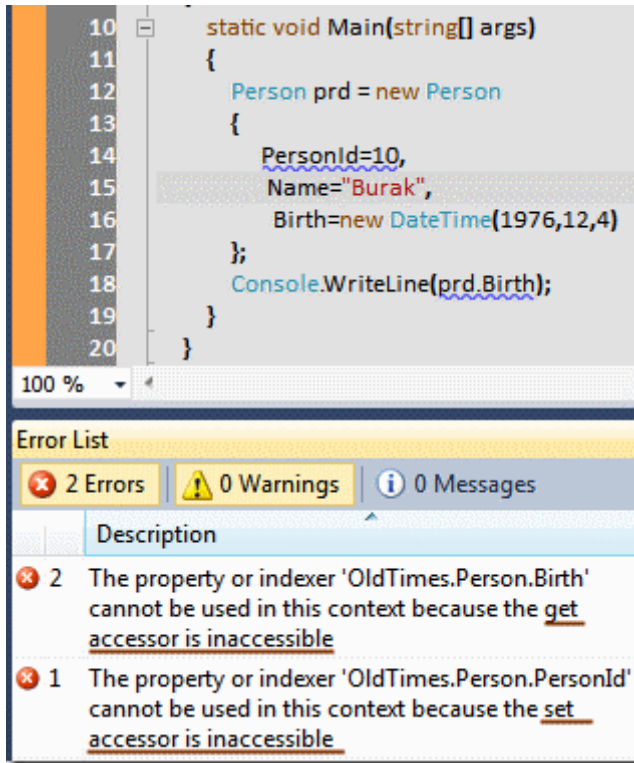 10 static void Main(string[] args)
11 {
12 Person prd = new Person
13 {
14 PersonId=10,
15 Name="Burak",
16 Birth=new DateTime(1976,12,4)
17 };
18 Console.WriteLine(prd.Birth);
19 }
20 }
100 %
Error List
2 Errors 0 Warnings 0 Messages
Description
2 The property or indexer 'OldTimes.Person.Birth'
cannot be used in this context because the get
accessor is inaccessible
1 The property or indexer 'OldTimes.Person.PersonId'
cannot be used in this context because the set
accessor is inaccessible